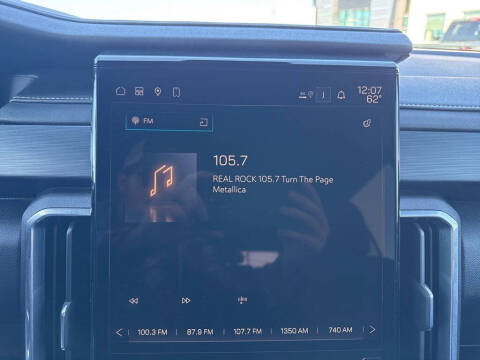 12:07
62°
FM
105.7
REAL ROCK 105.7 Turn The Page
Metallica
100.3 FM 87.9 FM 107.7 FM 1350 AM 740 AM